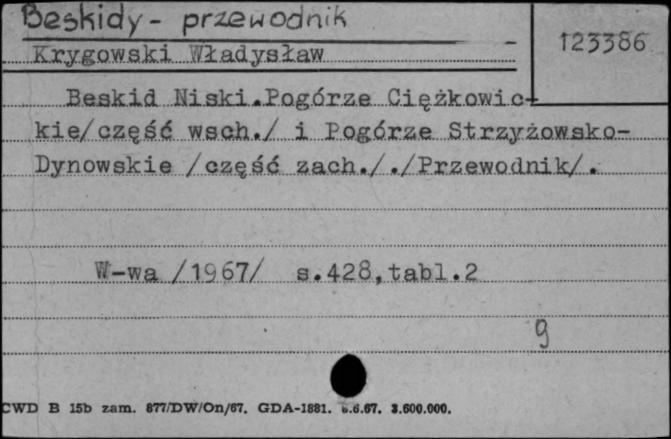 Beskidy - przewodnik
123386
Krygowski Władysław
Beskid Niski.Pogórze Ciężkowic-
kie/część wsch./ i Pogórze Strzyżowsko-
Dynowskie /część zach./ ./Przewodnik/.
W-wa /1967/ s.428,tabl.2
9
CWD B 15b zam. 877/DW/On/67. GDA-1881. 6.6.67. 3.600.000.